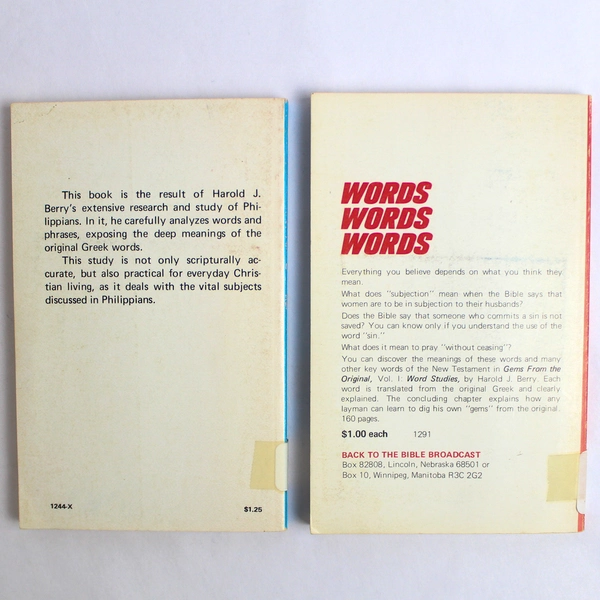 This book is the result of Harold J.
Berry's extensive research and study of Phi-
lippians. In it, he carefully analyzes words and
phrases, exposing the deep meanings of the
original Greek words.
This study is not only scripturally ac-
curate, but also practical for everyday Chris-
tian living, as it deals with the vital subjects
discussed in Philippians.
1244-X
$1.25
WORDS
WORDS
WORDS
Everything you believe depends on what you think they
mean.
What does "subjection" mean when the Bible says that
women are to be in subjection to their husbands?
Does the Bible say that someone who commits a sin is not
saved? You can know only if you understand the use of the
word "sin."
What does it mean to pray "without ceasing"?
You can discover the meanings of these words and many
other key words of the New Testament in Gems From the
Original, Vol. I: Word Studies, by Harold J. Berry. Each
word is translated from the original Greek and clearly
explained. The concluding chapter explains how any
layman can learn to dig his own "gems" from the original.
160 pages.
$1.00 each 1291
BACK TO THE BIBLE BROADCAST
Box 82808, Lincoln, Nebraska 68501 or
Box 10, Winnipeg, Manitoba R3C 2G2